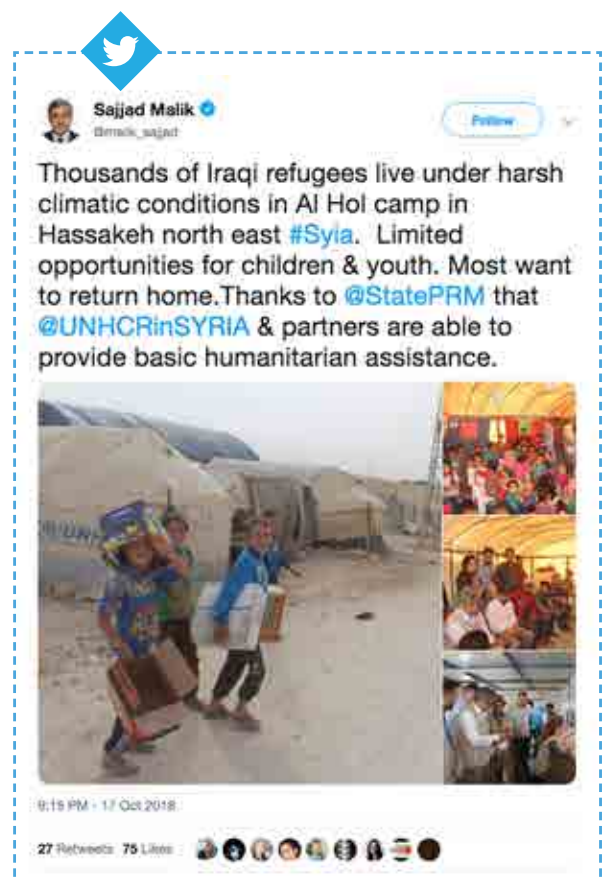 Sajjad Malik
@malik_sajjad
Follow
Thousands of Iraqi refugees live under harsh
climatic conditions in Al Hol camp in
Hassakeh north east #Syia. Limited
opportunities for children & youth. Most want
to return home.Thanks to @StatePRM that
@UNHCRinSYRIA & partners are able to
provide basic humanitarian assistance.
UNH
9:15 PM - 17 Oct 2018
27 Retweets 75 Likes